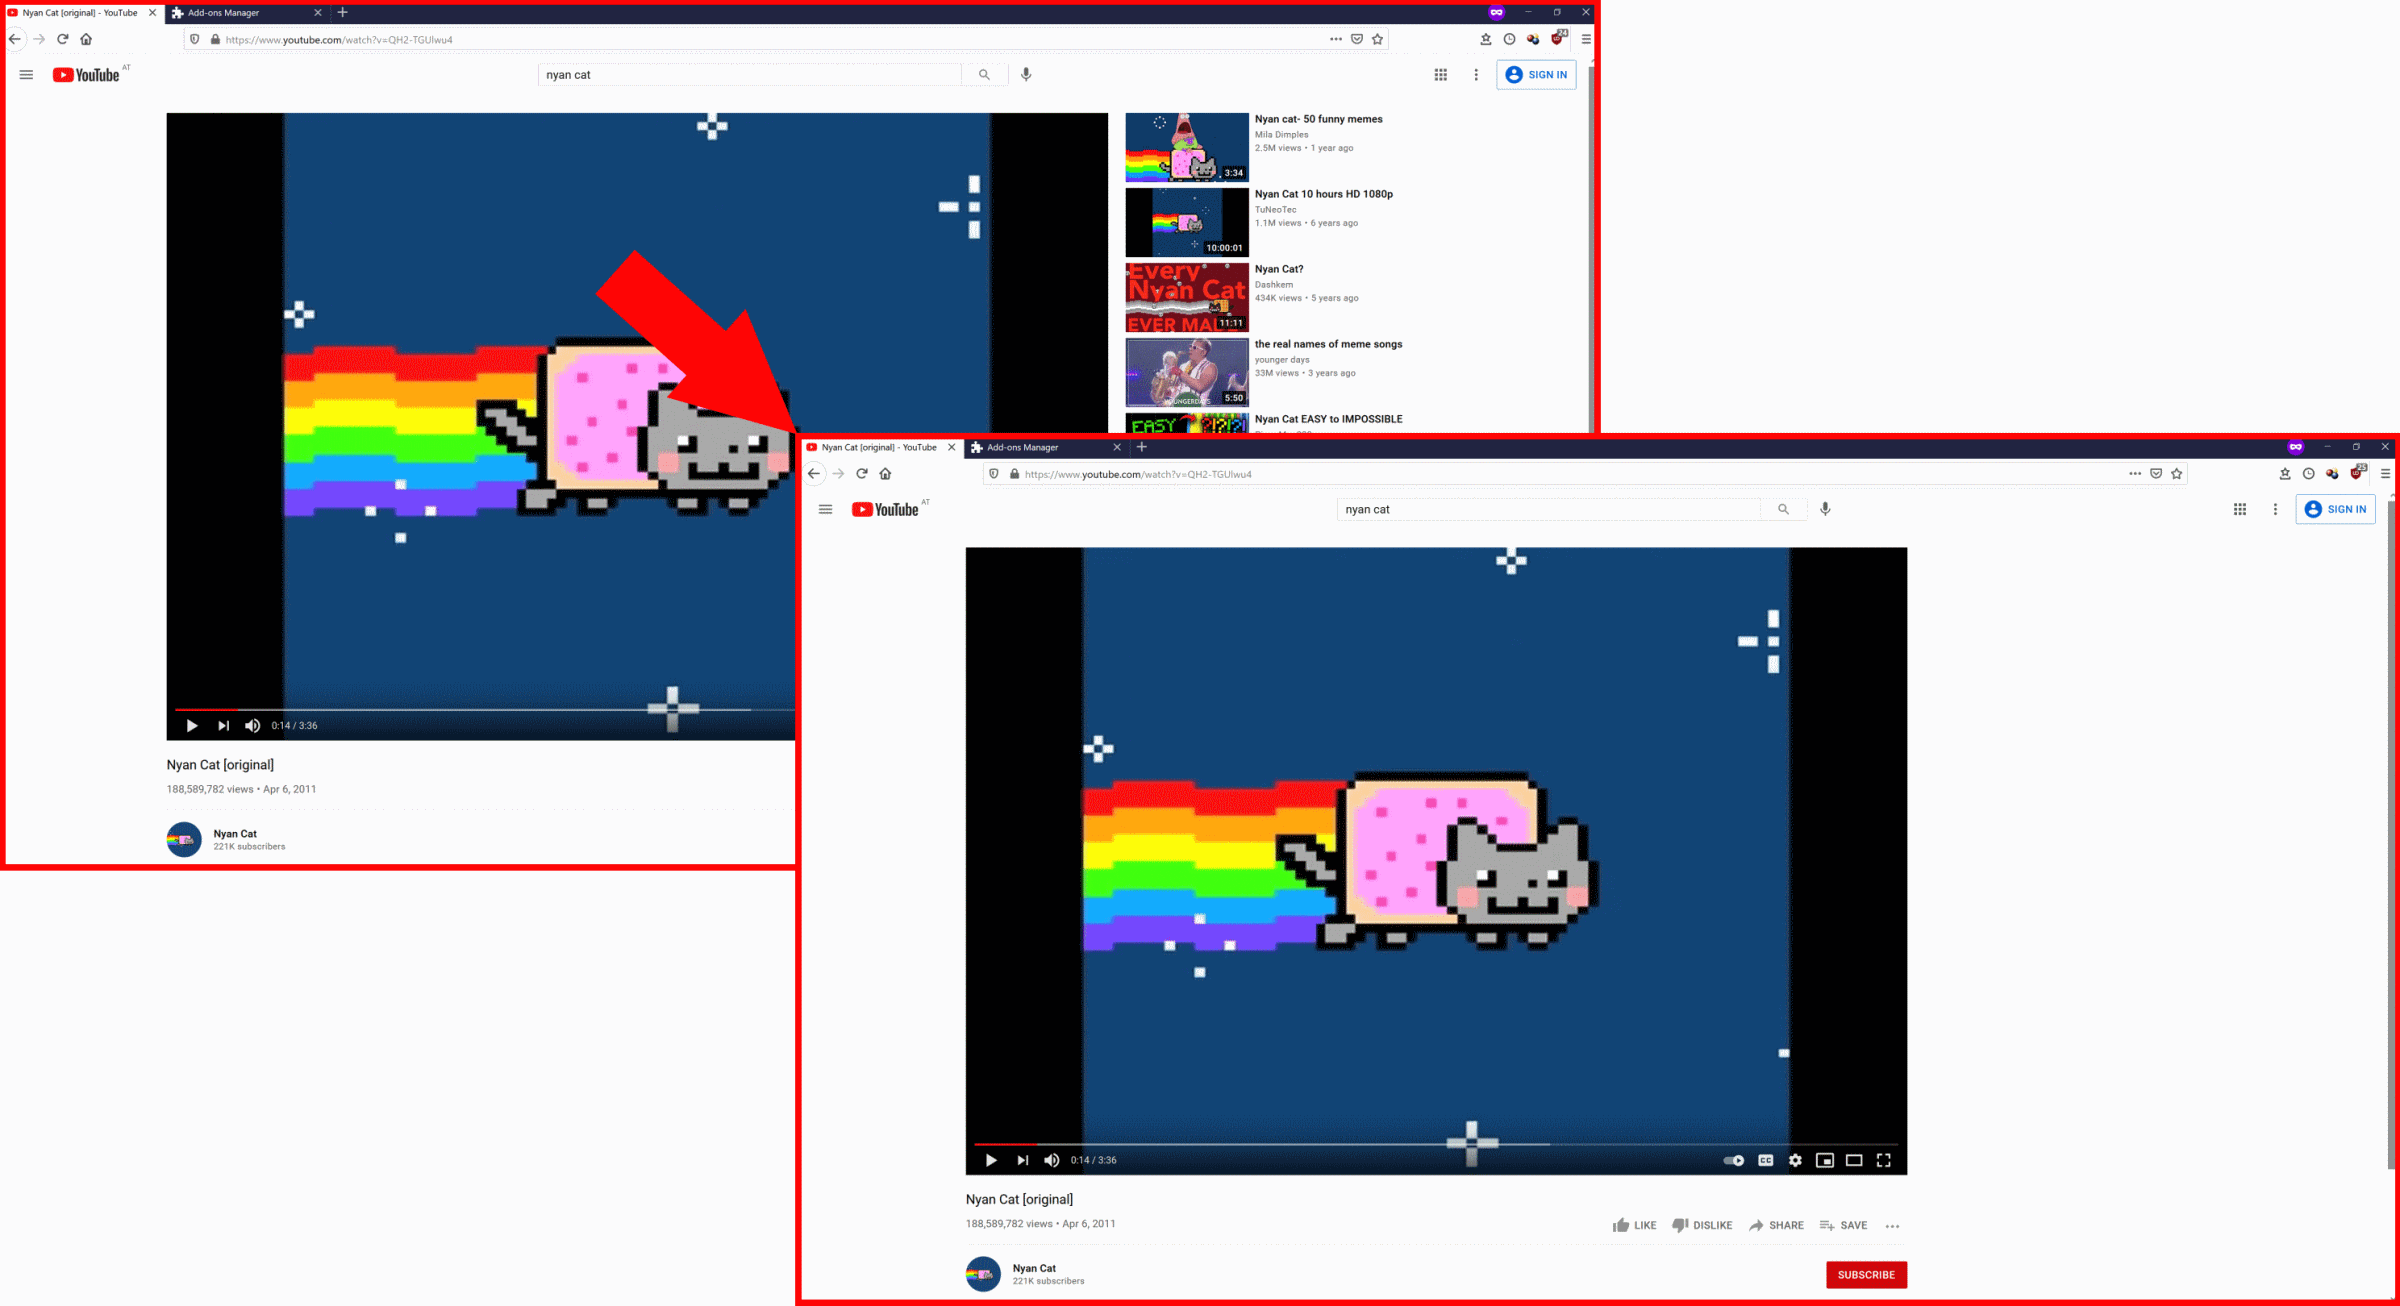 Nyan Cat [original] - YouTube
Add-ons Manager
https://www.youtube.com/watch?v=QH2-TGUlwu4
24
YouTube AT
nyan cat
SIGN IN
Nyan cat- 50 funny memes
Mila Dimples
2.5M views • 1 year ago
3:34
Nyan Cat 10 hours HD 1080p
TuNeoTec
1.1M views • 6 years ago
10:00:01
Every
Nyan Cat
EVER MADE
11:11
Nyan Cat?
Dashkem
434K views • 5 years ago
the real names of meme songs
younger days
33M views • 3 years ago
YOUNGERDAYS
5:50
EASY ?!?!
Nyan Cat EASY to IMPOSSIBLE
0:14 / 3:36
Nyan Cat [original]
188,589,782 views • Apr 6, 2011
Nyan Cat
221K subscribers
Nyan Cat [original] - YouTube
Add-ons Manager
https://www.youtube.com/watch?v=QH2-TGUlwu4
25
YouTube AT
nyan cat
SIGN IN
0:14 / 3:36
CC
Nyan Cat [original]
188,589,782 views • Apr 6, 2011
LIKE DISLIKE SHARE SAVE
Nyan Cat
221K subscribers
SUBSCRIBE